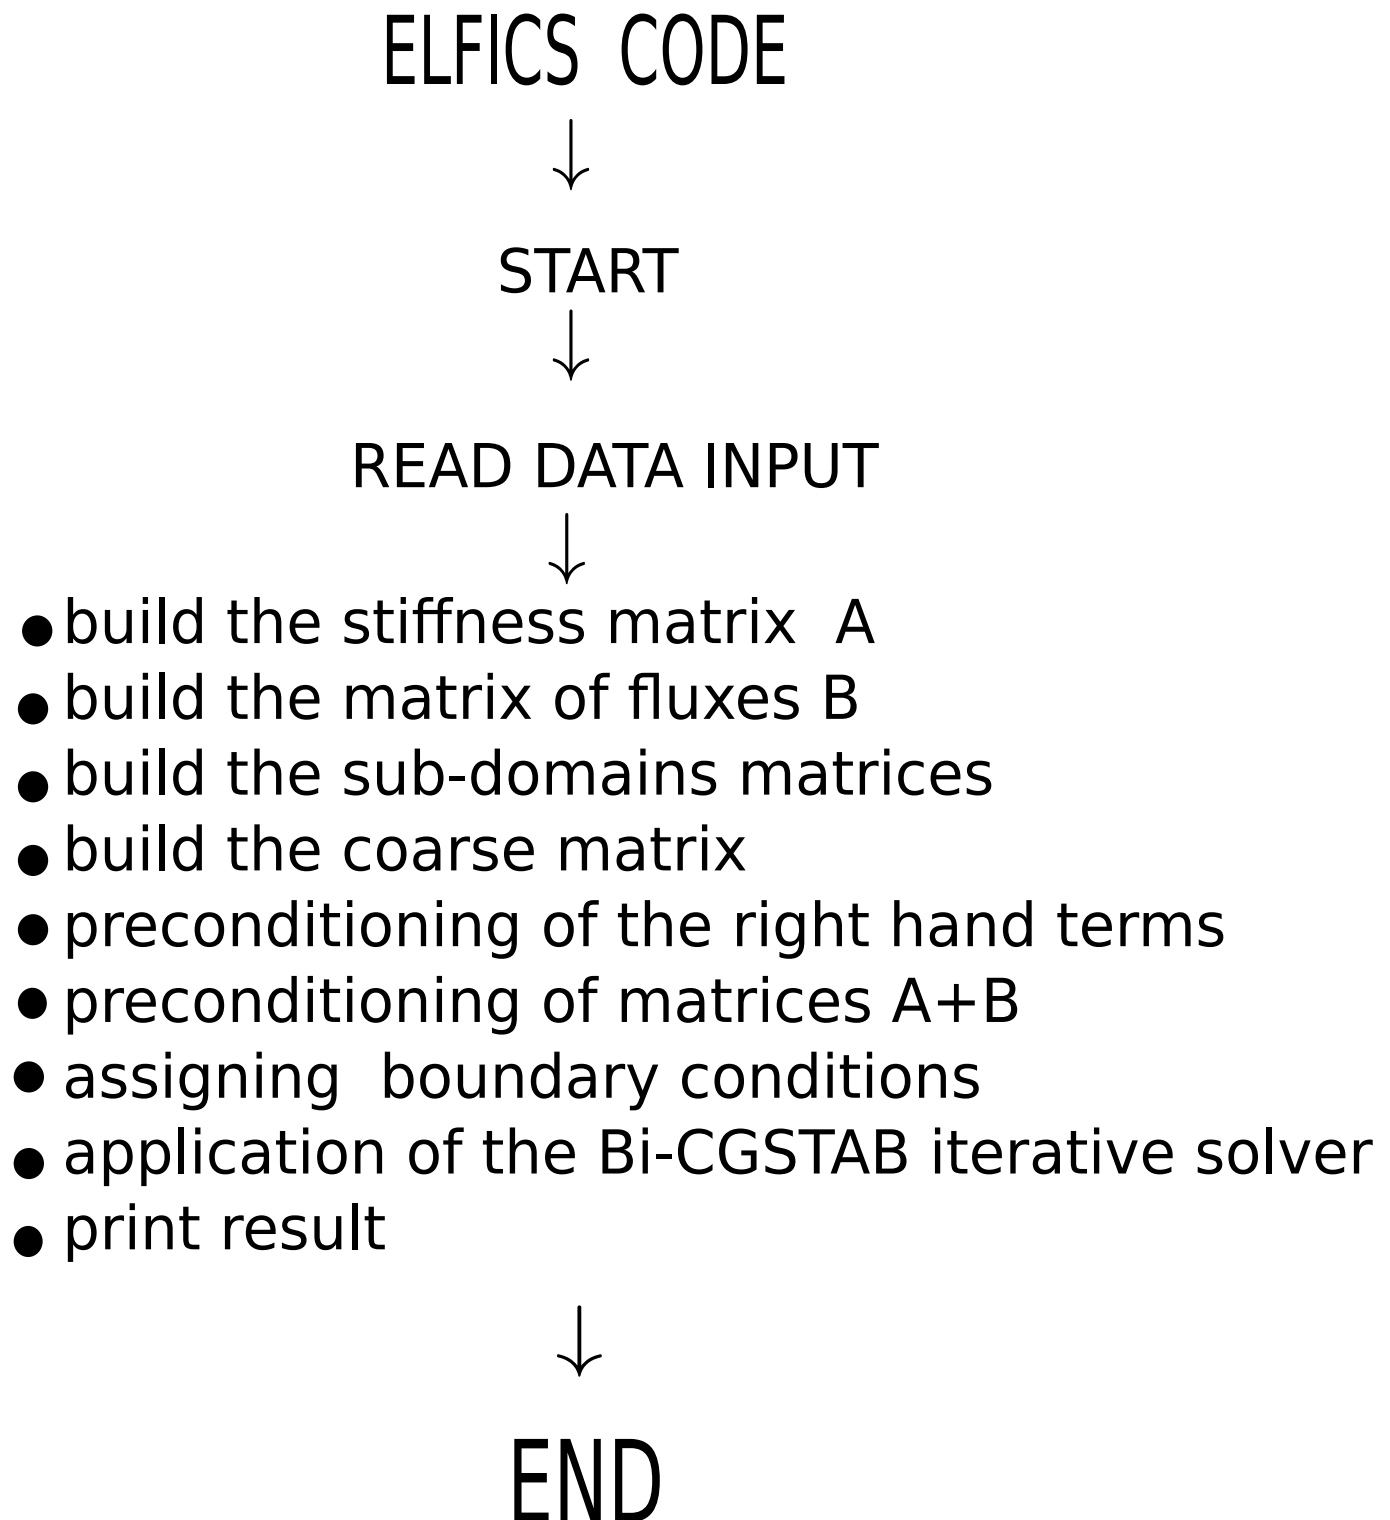 ELFICS CODE
START
READ DATA INPUT
build the stiffness matrix A
build the matrix of fluxes B
build the sub-domains matrices
build the coarse matrix
preconditioning of the right hand terms
preconditioning of matrices A+B
assigning boundary conditions
application of the Bi-CGSTAB iterative solver
print result
END